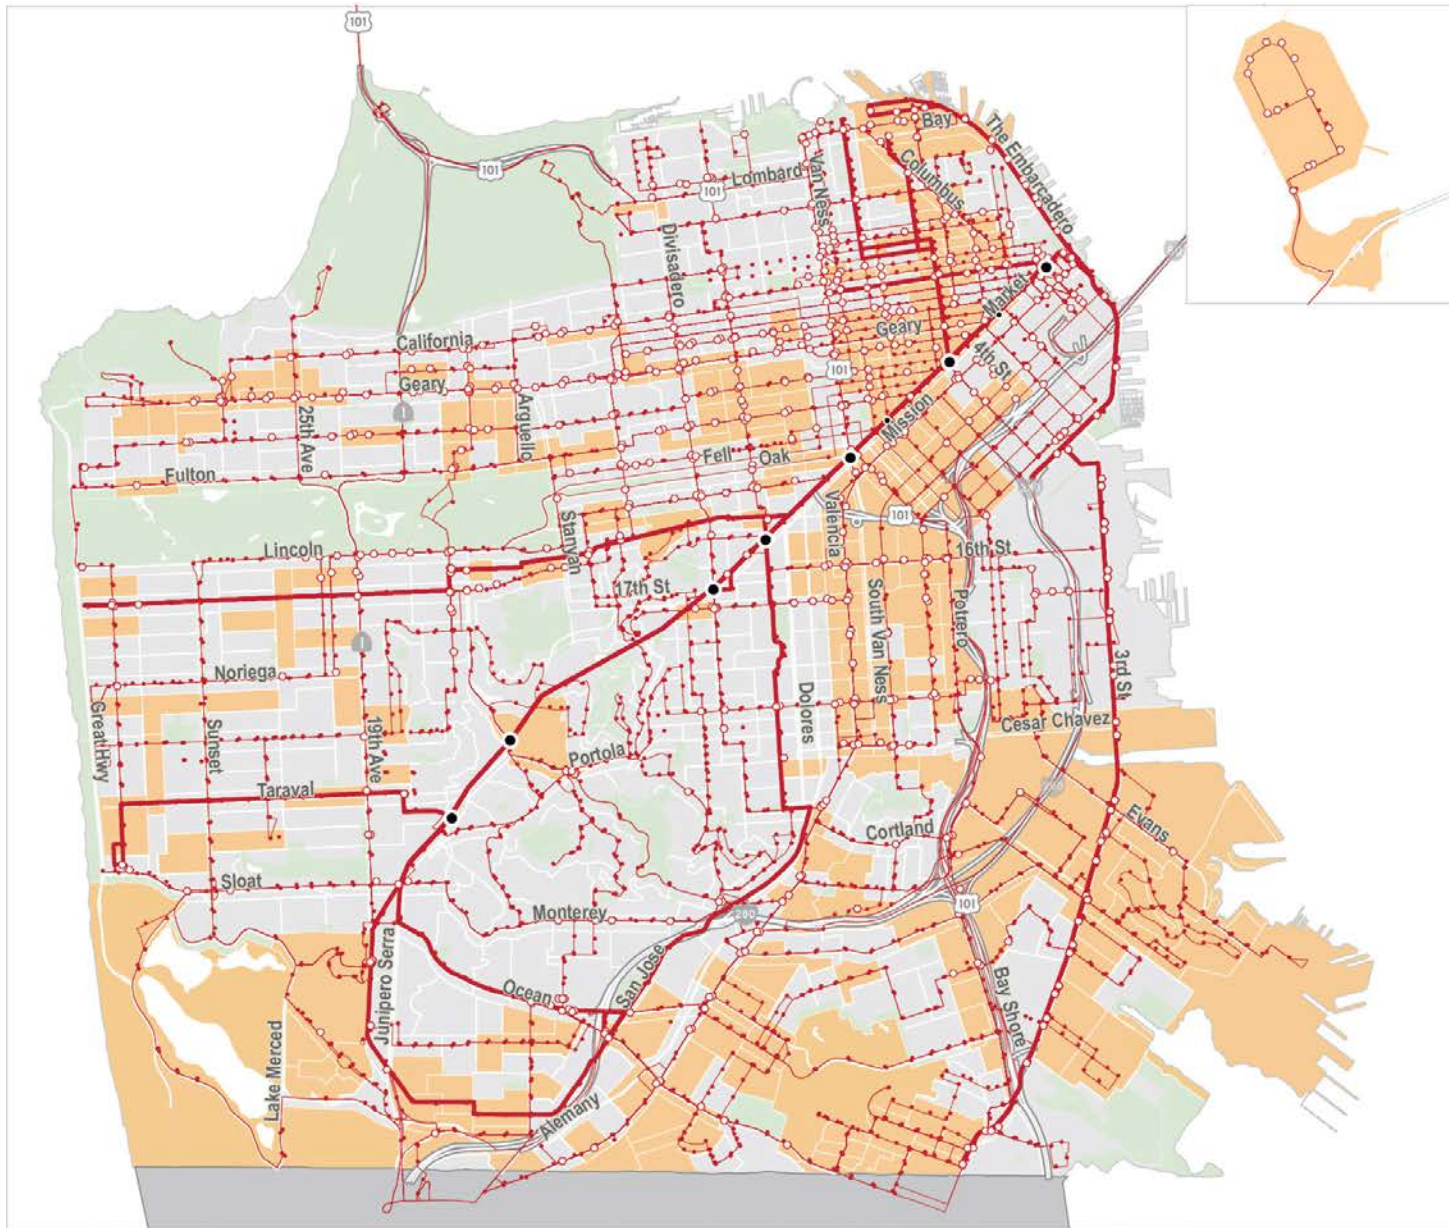 101
101
101
Lombard
Van Ness
Columbus
Bay
The Embarcadero
Divisadero
California
Geary
Geary
Market
4th St
101
Mission
25th Ave
Arguello
Fulton
Fell
Oak
Stanyan
Valencia
101
Lincoln
16th St
17th St
South Van Ness
Potrero
1
1
Noriega
3rd St
Great Hwy
Sunset
19th Ave
Dolores
Cesar Chavez
Portola
Taraval
Evans
Cortland
Sloat
Monterey
280
101
Junipero Serra
Ocean
San Jose
Bay Shore
Lake Merced
Alemany